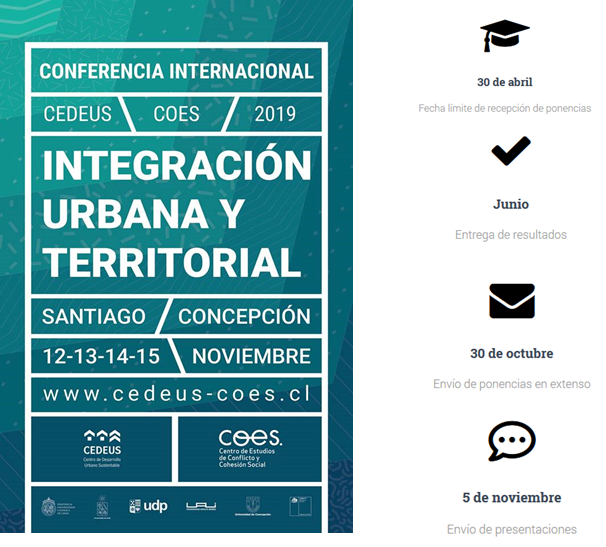 CONFERENCIA INTERNACIONAL
CEDEUS
COES
2019
INTEGRACIÓN
URBANA Y
TERRITORIAL
SANTIAGO
CONCEPCIÓN
12-13-14-15
NOVIEMBRE
www.cedeus-coes.cl
CEDEUS
Centro de Desarrollo
Urbano Sustentable
coes.
Centro de Estudios
de Conflicto y
Cohesión Social
udp
30 de abril
Fecha límite de recepción de ponencias
Junio
Entrega de resultados
30 de octubre
Envío de ponencias en extenso
5 de noviembre
Envío de presentaciones